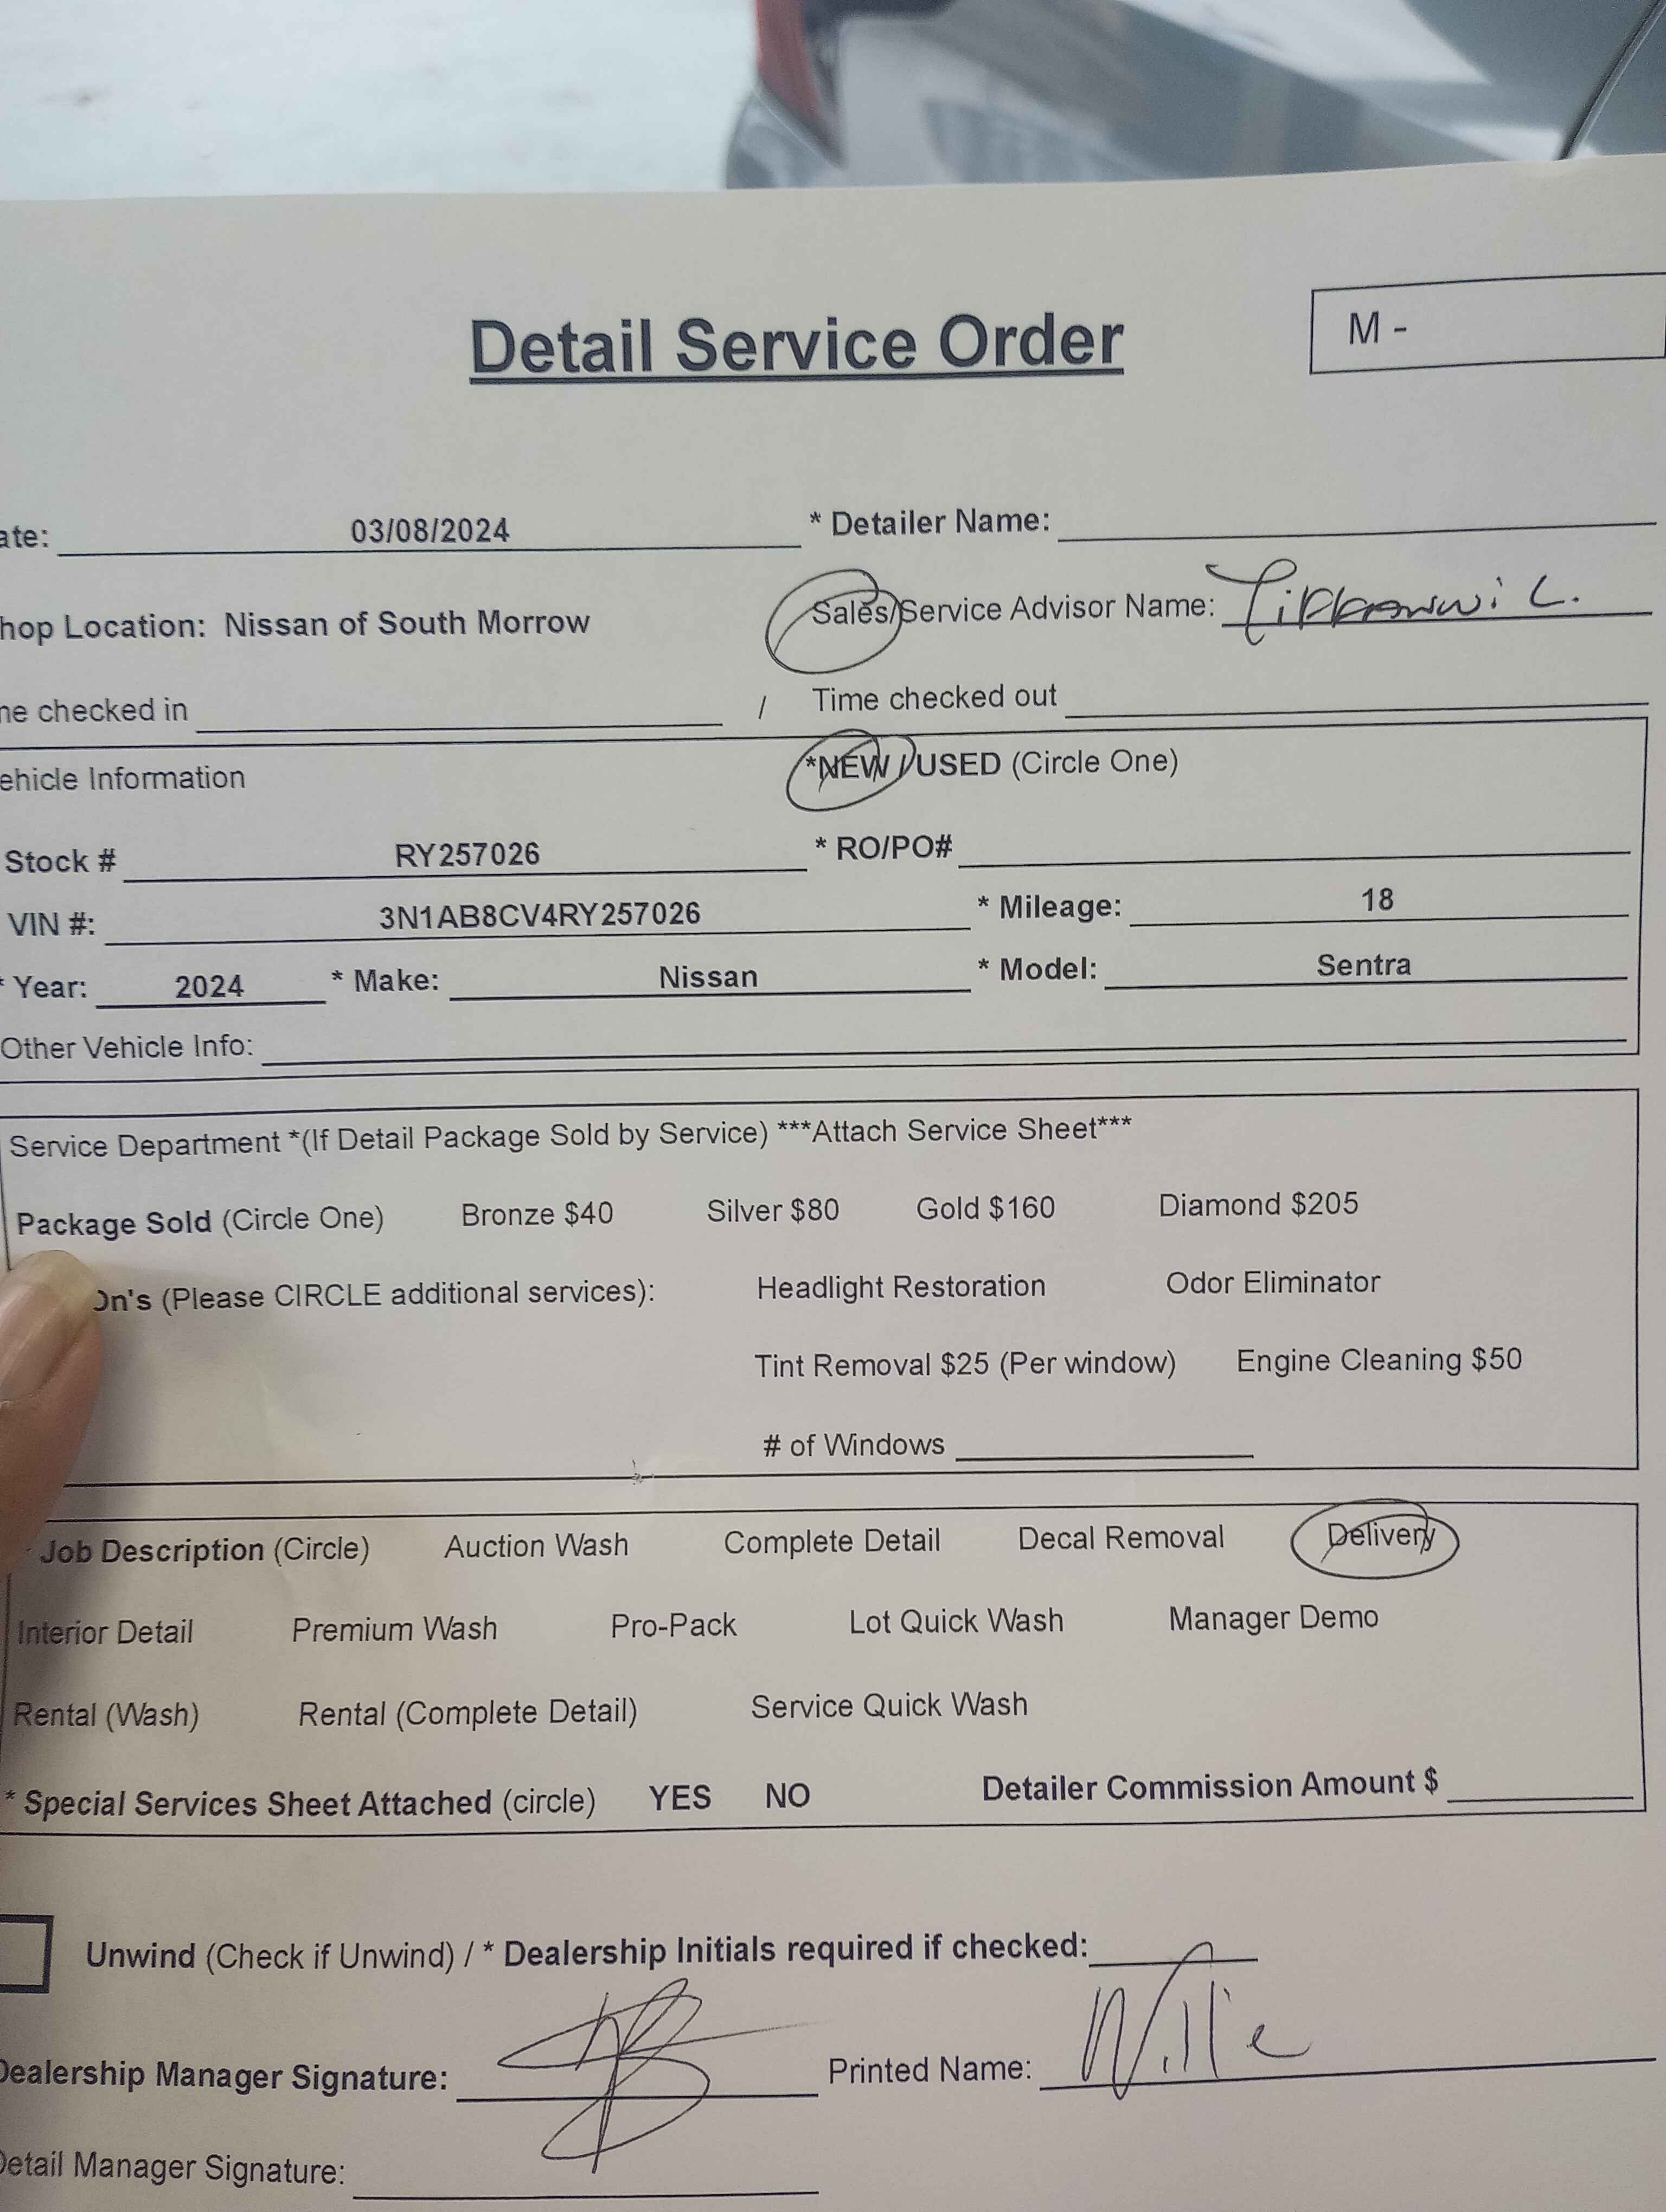 Detail Service Order
M -
ate: 03/08/2024 * Detailer Name:
hop Location: Nissan of South Morrow Sales/Service Advisor Name:
ne checked in / Time checked out
ehicle Information *NEW / USED (Circle One)
Stock # RY257026 * RO/PO#
VIN #: 3N1AB8CV4RY257026 * Mileage: 18
* Year: 2024 * Make: Nissan * Model: Sentra
Other Vehicle Info:
Service Department *(If Detail Package Sold by Service) ***Attach Service Sheet***
Package Sold (Circle One) Bronze $40 Silver $80 Gold $160 Diamond $205
On's (Please CIRCLE additional services): Headlight Restoration Odor Eliminator
Tint Removal $25 (Per window) Engine Cleaning $50
# of Windows
Job Description (Circle) Auction Wash Complete Detail Decal Removal Delivery
Interior Detail Premium Wash Pro-Pack Lot Quick Wash Manager Demo
Rental (Wash) Rental (Complete Detail) Service Quick Wash
* Special Services Sheet Attached (circle) YES NO Detailer Commission Amount $
Unwind (Check if Unwind) / * Dealership Initials required if checked:
Dealership Manager Signature: Printed Name: Willie
Detail Manager Signature: